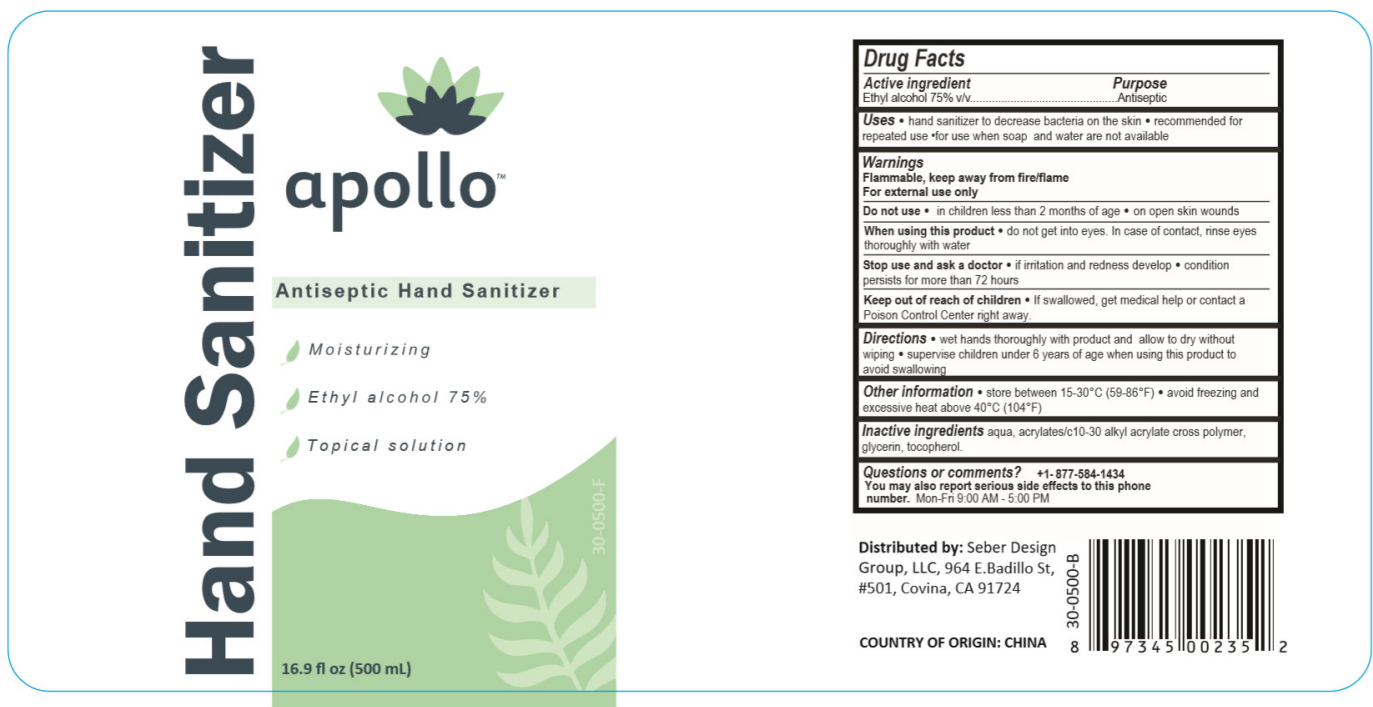 Hand Sanitizer
apollo™
Antiseptic Hand Sanitizer
Moisturizing
Ethyl alcohol 75%
Topical solution
30-0500-F
16.9 fl oz (500 mL)
Drug Facts
Active ingredient Purpose
Ethyl alcohol 75% v/v................................................Antiseptic
Uses • hand sanitizer to decrease bacteria on the skin • recommended for
repeated use •for use when soap and water are not available
Warnings
Flammable, keep away from fire/flame
For external use only
Do not use • in children less than 2 months of age • on open skin wounds
When using this product • do not get into eyes. In case of contact, rinse eyes
thoroughly with water
Stop use and ask a doctor • if irritation and redness develop • condition
persists for more than 72 hours
Keep out of reach of children • If swallowed, get medical help or contact a
Poison Control Center right away.
Directions • wet hands thoroughly with product and allow to dry without
wiping • supervise children under 6 years of age when using this product to
avoid swallowing
Other information • store between 15-30°C (59-86°F) • avoid freezing and
excessive heat above 40°C (104°F)
Inactive ingredients aqua, acrylates/c10-30 alkyl acrylate cross polymer,
glycerin, tocopherol.
Questions or comments? +1- 877-584-1434
You may also report serious side effects to this phone
number. Mon-Fri 9:00 AM - 5:00 PM
Distributed by: Seber Design
Group, LLC, 964 E.Badillo St,
#501, Covina, CA 91724
COUNTRY OF ORIGIN: CHINA
30-0500-B
8 97345 00235 2